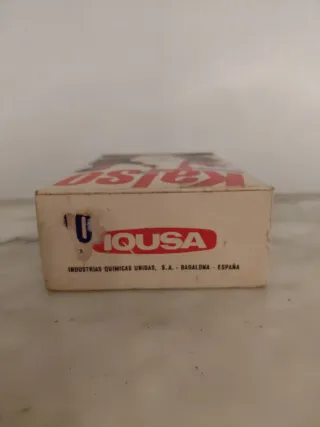 Kalso
U
IQUSA
INDUSTRIAS QUIMICAS UNIDAS, S.A. - BADALONA - ESPAÑA